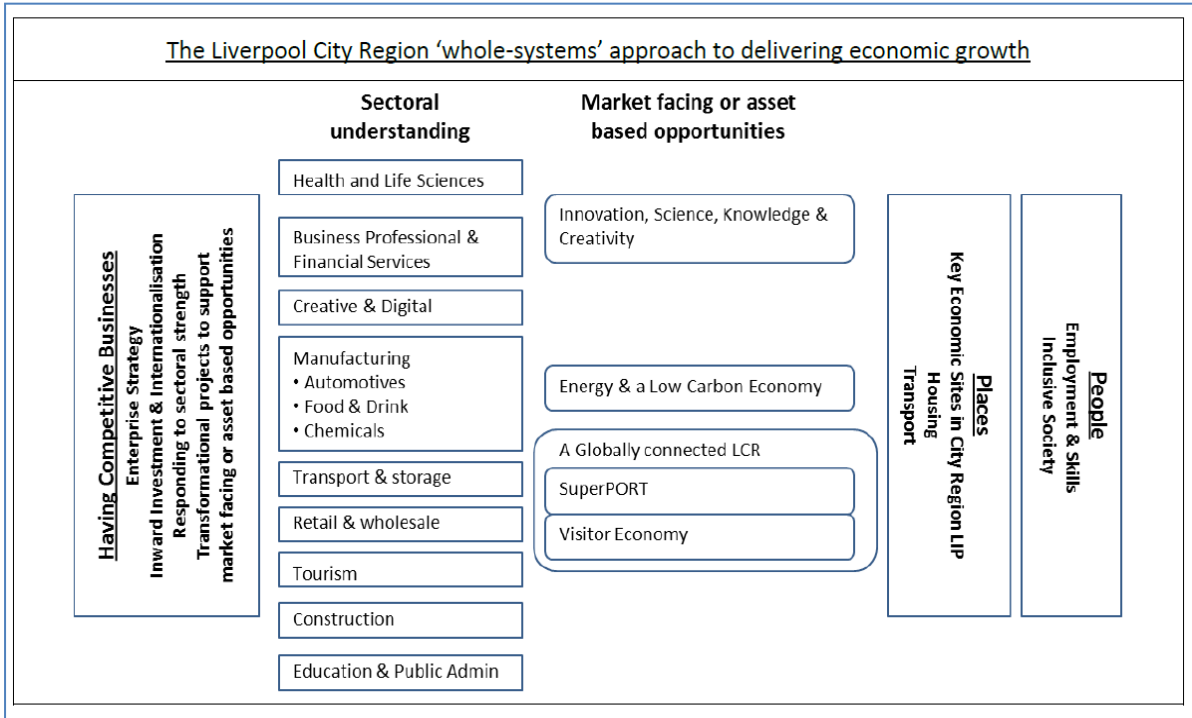 The Liverpool City Region ‘whole-systems’ approach to delivering economic growth
Sectoral
understanding
Market facing or asset
based opportunities
Having Competitive Businesses
Enterprise Strategy
Inward Investment & Internationalisation
Responding to sectoral strength
Transformational projects to support
market facing or asset based opportunities
Health and Life Sciences
Business Professional &
Financial Services
Creative & Digital
Manufacturing
• Automotives
• Food & Drink
• Chemicals
Transport & storage
Retail & wholesale
Tourism
Construction
Education & Public Admin
Innovation, Science, Knowledge &
Creativity
Energy & a Low Carbon Economy
A Globally connected LCR
SuperPORT
Visitor Economy
Places
Key Economic Sites in City Region LIP
Housing
Transport
People
Employment & Skills
Inclusive Society